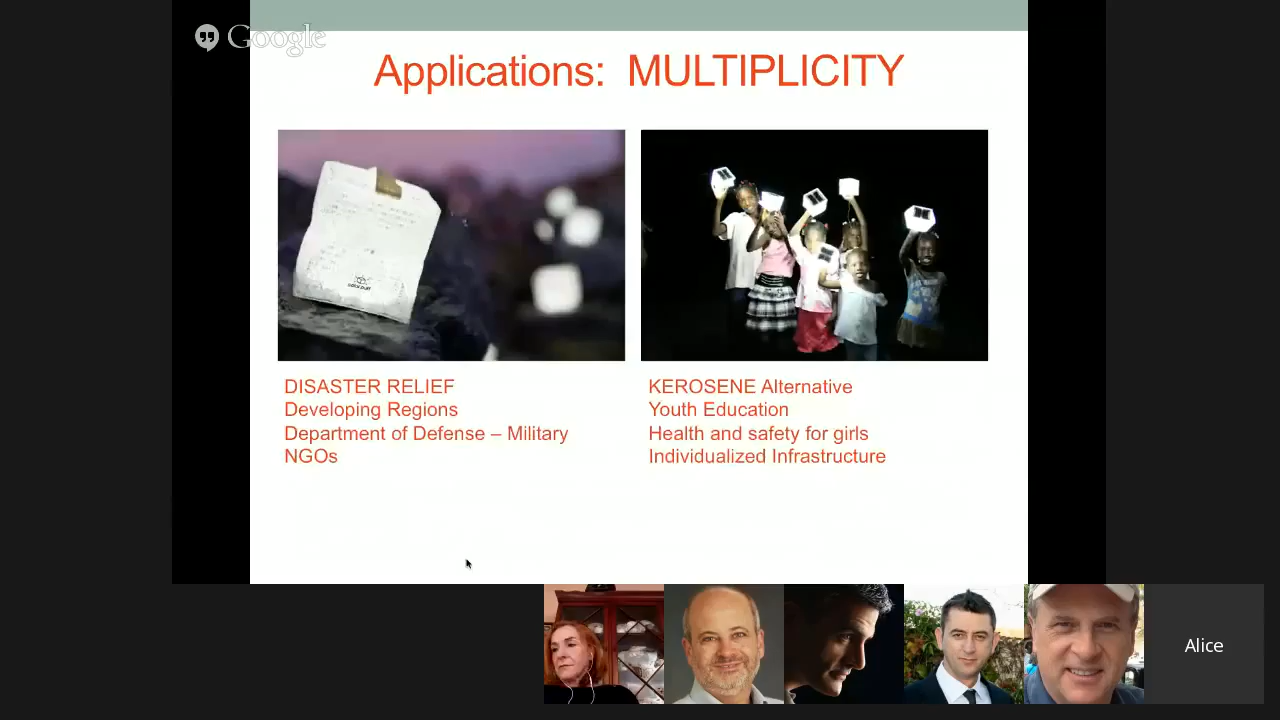 Google
Applications: MULTIPLICITY
DISASTER RELIEF
Developing Regions
Department of Defense – Military
NGOs
KEROSENE Alternative
Youth Education
Health and safety for girls
Individualized Infrastructure
Alice